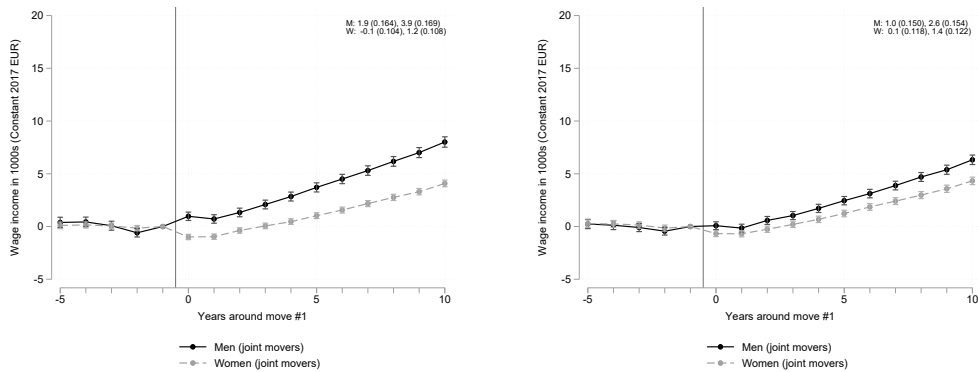 20
15
10
5
0
-5
Wage income in 1000s (Constant 2017 EUR)
M: 1.9 (0.164), 3.9 (0.169)
W: -0.1 (0.104), 1.2 (0.108)
-5 0 5 10
Years around move #1
Men (joint movers)
Women (joint movers)
20
15
10
5
0
-5
Wage income in 1000s (Constant 2017 EUR)
M: 1.0 (0.150), 2.6 (0.154)
W: 0.1 (0.118), 1.4 (0.122)
-5 0 5 10
Years around move #1
Men (joint movers)
Women (joint movers)